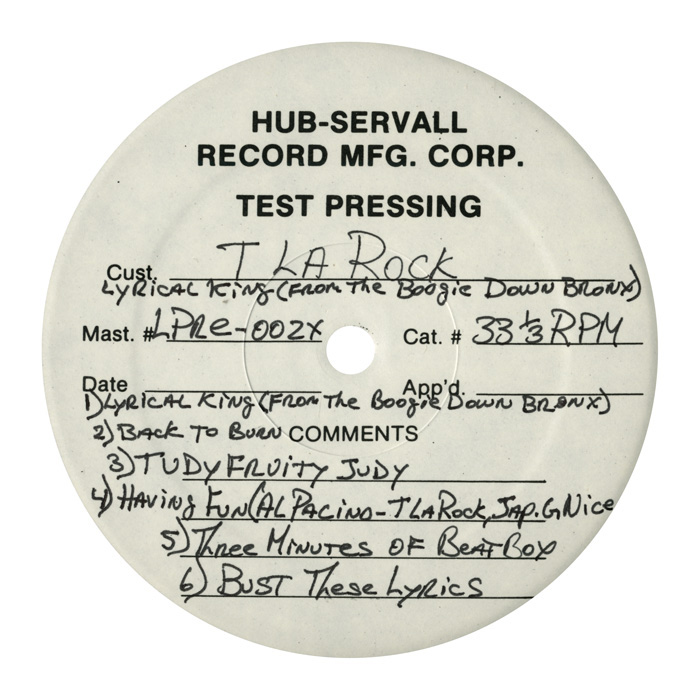 HUB-SERVALL
RECORD MFG. CORP.
TEST PRESSING
Cust. T LA ROCK
LYRICAL KING (FROM THE BOOGIE DOWN BRONX)
Mast. # LPRe-002X Cat. # 33 1/3 RPM
Date App'd.
1) LYRICAL KING (FROM THE BOOGIE DOWN BRONX)
2) BACK TO BURN COMMENTS
3) TUDY FRUITY JUDY
4) HAVING FUN (AL PACINO - T LA ROCK, JAP. G NICE
5) THREE MINUTES OF BEAT BOX
6) BUST THESE LYRICS